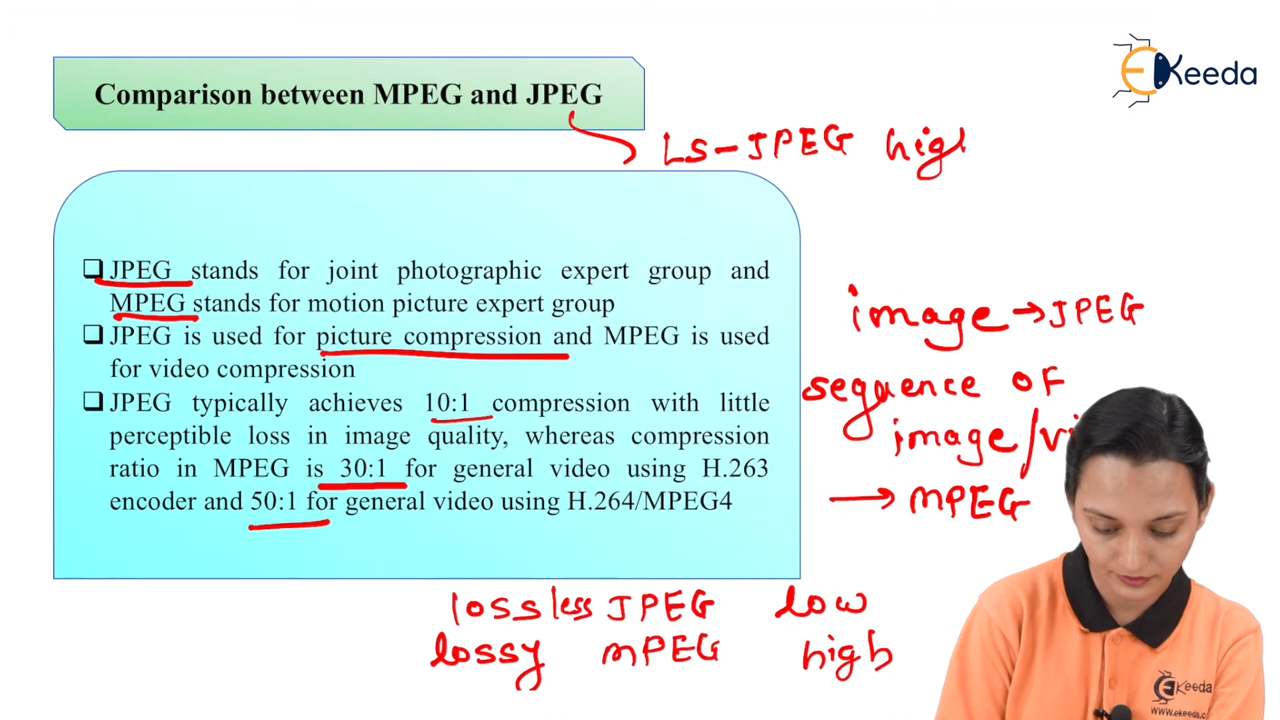 Comparison between MPEG and JPEG
EKeeda
LS-JPEG high
❑ JPEG stands for joint photographic expert group and
MPEG stands for motion picture expert group
❑ JPEG is used for picture compression and MPEG is used
for video compression
❑ JPEG typically achieves 10:1 compression with little
perceptible loss in image quality, whereas compression
ratio in MPEG is 30:1 for general video using H.263
encoder and 50:1 for general video using H.264/MPEG4
image → JPEG
sequence of
image/
→ MPEG
lossless JPEG low
lossy MPEG high
EKeeda